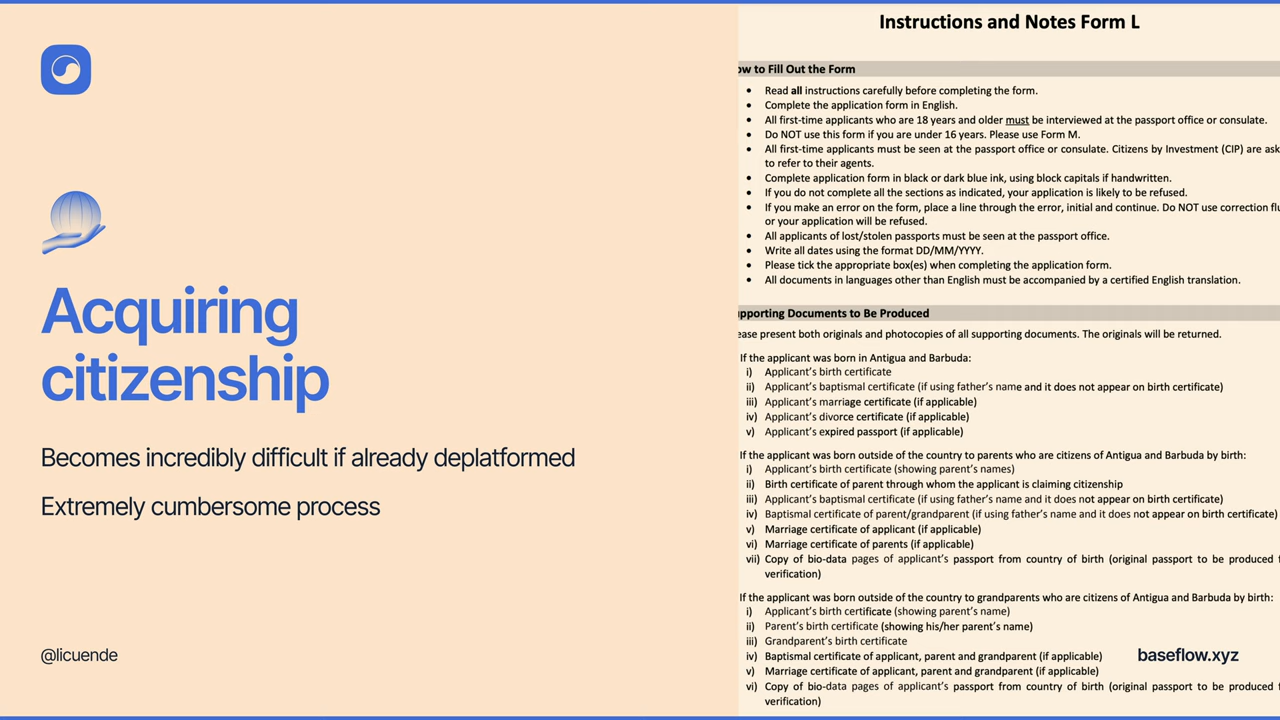 Acquiring
citizenship
Becomes incredibly difficult if already deplatformed
Extremely cumbersome process
@licuende
Instructions and Notes Form L
ow to Fill Out the Form
• Read all instructions carefully before completing the form.
• Complete the application form in English.
• All first-time applicants who are 18 years and older must be interviewed at the passport office or consulate.
• Do NOT use this form if you are under 16 years. Please use Form M.
• All first-time applicants must be seen at the passport office or consulate. Citizens by Investment (CIP) are ask
to refer to their agents.
• Complete application form in black or dark blue ink, using block capitals if handwritten.
• If you do not complete all the sections as indicated, your application is likely to be refused.
• If you make an error on the form, place a line through the error, initial and continue. Do NOT use correction flu
or your application will be refused.
• All applicants of lost/stolen passports must be seen at the passport office.
• Write all dates using the format DD/MM/YYYY.
• Please tick the appropriate box(es) when completing the application form.
• All documents in languages other than English must be accompanied by a certified English translation.
upporting Documents to Be Produced
ease present both originals and photocopies of all supporting documents. The originals will be returned.
If the applicant was born in Antigua and Barbuda:
i) Applicant's birth certificate
ii) Applicant's baptismal certificate (if using father's name and it does not appear on birth certificate)
iii) Applicant's marriage certificate (if applicable)
iv) Applicant's divorce certificate (if applicable)
v) Applicant's expired passport (if applicable)
If the applicant was born outside of the country to parents who are citizens of Antigua and Barbuda by birth:
i) Applicant's birth certificate (showing parent's names)
ii) Birth certificate of parent through whom the applicant is claiming citizenship
iii) Applicant's baptismal certificate (if using father's name and it does not appear on birth certificate)
iv) Baptismal certificate of parent/grandparent (if using father's name and it does not appear on birth certificate)
v) Marriage certificate of applicant (if applicable)
vi) Marriage certificate of parents (if applicable)
vii) Copy of bio-data pages of applicant's passport from country of birth (original passport to be produced f
verification)
If the applicant was born outside of the country to grandparents who are citizens of Antigua and Barbuda by birth:
i) Applicant's birth certificate (showing parent's name)
ii) Parent's birth certificate (showing his/her parent's name)
iii) Grandparent's birth certificate
iv) Baptismal certificate of applicant, parent and grandparent (if applicable)
v) Marriage certificate of applicant, parent and grandparent (if applicable)
vi) Copy of bio-data pages of applicant's passport from country of birth (original passport to be produced f
verification)
baseflow.xyz